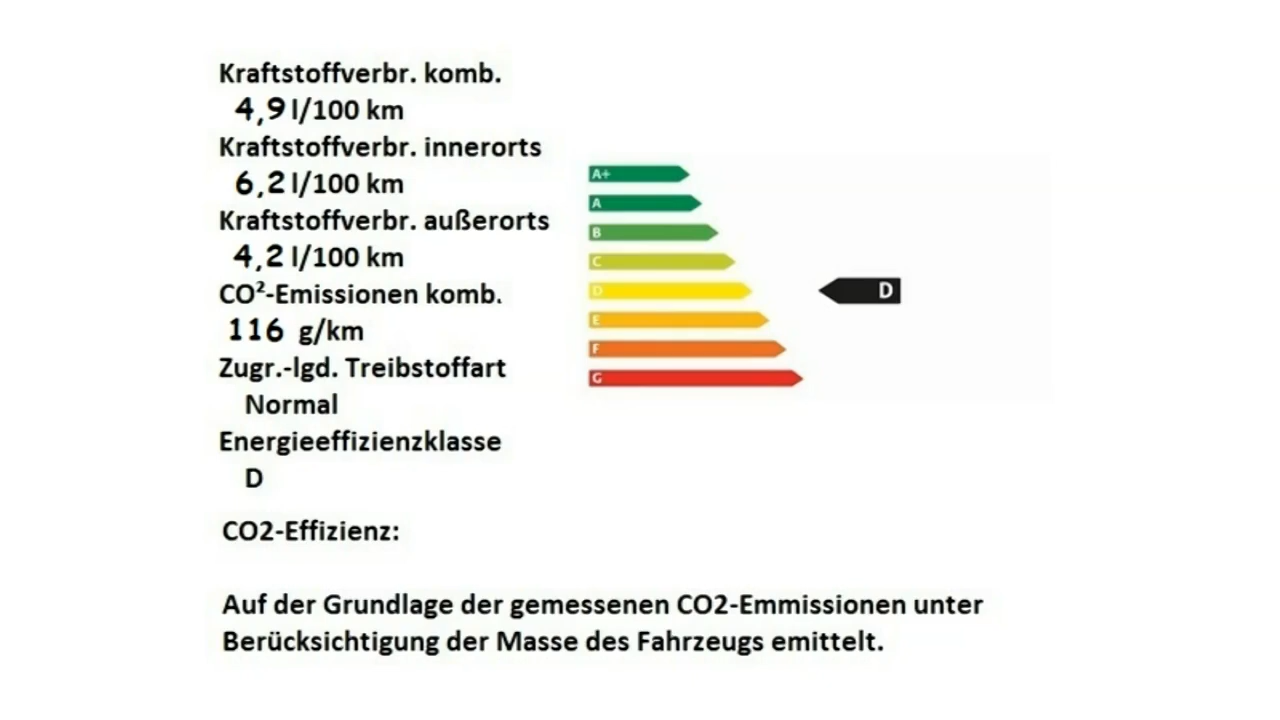 Kraftstoffverbr. komb.
4,9 l/100 km
Kraftstoffverbr. innerorts
6,2 l/100 km
Kraftstoffverbr. außerorts
4,2 l/100 km
CO²-Emissionen komb.
116 g/km
Zugr.-lgd. Treibstoffart
Normal
Energieeffizienzklasse
D
A+
A
B
C
D
E
F
G
D
CO2-Effizienz:
Auf der Grundlage der gemessenen CO2-Emmissionen unter
Berücksichtigung der Masse des Fahrzeugs emittelt.